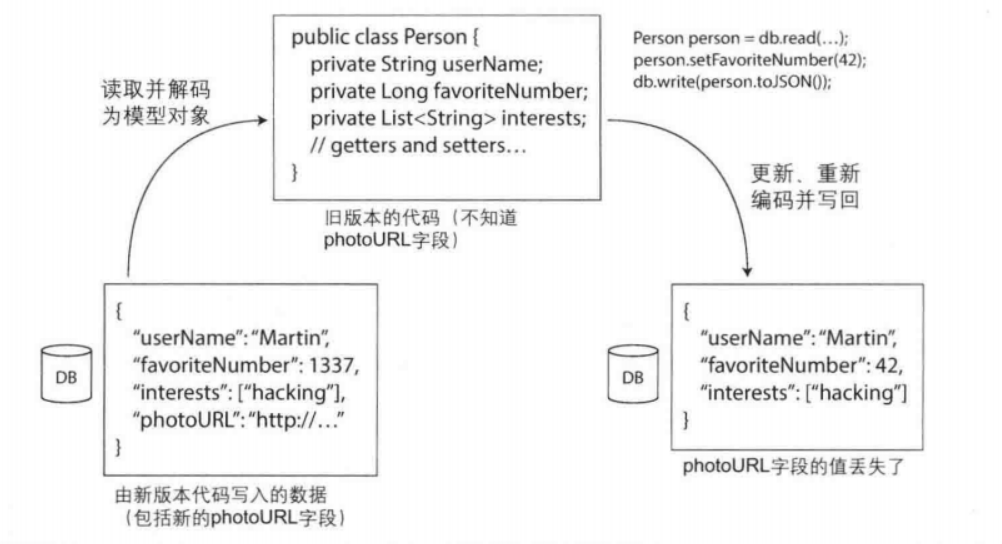 public class Person {
private String userName;
private Long favoriteNumber;
private List<String> interests;
// getters and setters…
}
Person person = db.read(…);
person.setFavoriteNumber(42);
db.write(person.toJSON());
读取并解码
为模型对象
更新、重新
编码并写回
旧版本的代码（不知道
photoURL字段）
DB
{
“userName”: “Martin”,
“favoriteNumber”: 1337,
“interests”: [“hacking”],
“photoURL”: “http://…”
}
由新版本代码写入的数据
（包括新的photoURL字段）
DB
{
“userName”: “Martin”,
“favoriteNumber”: 42,
“interests”: [“hacking”]
}
photoURL字段的值丢失了